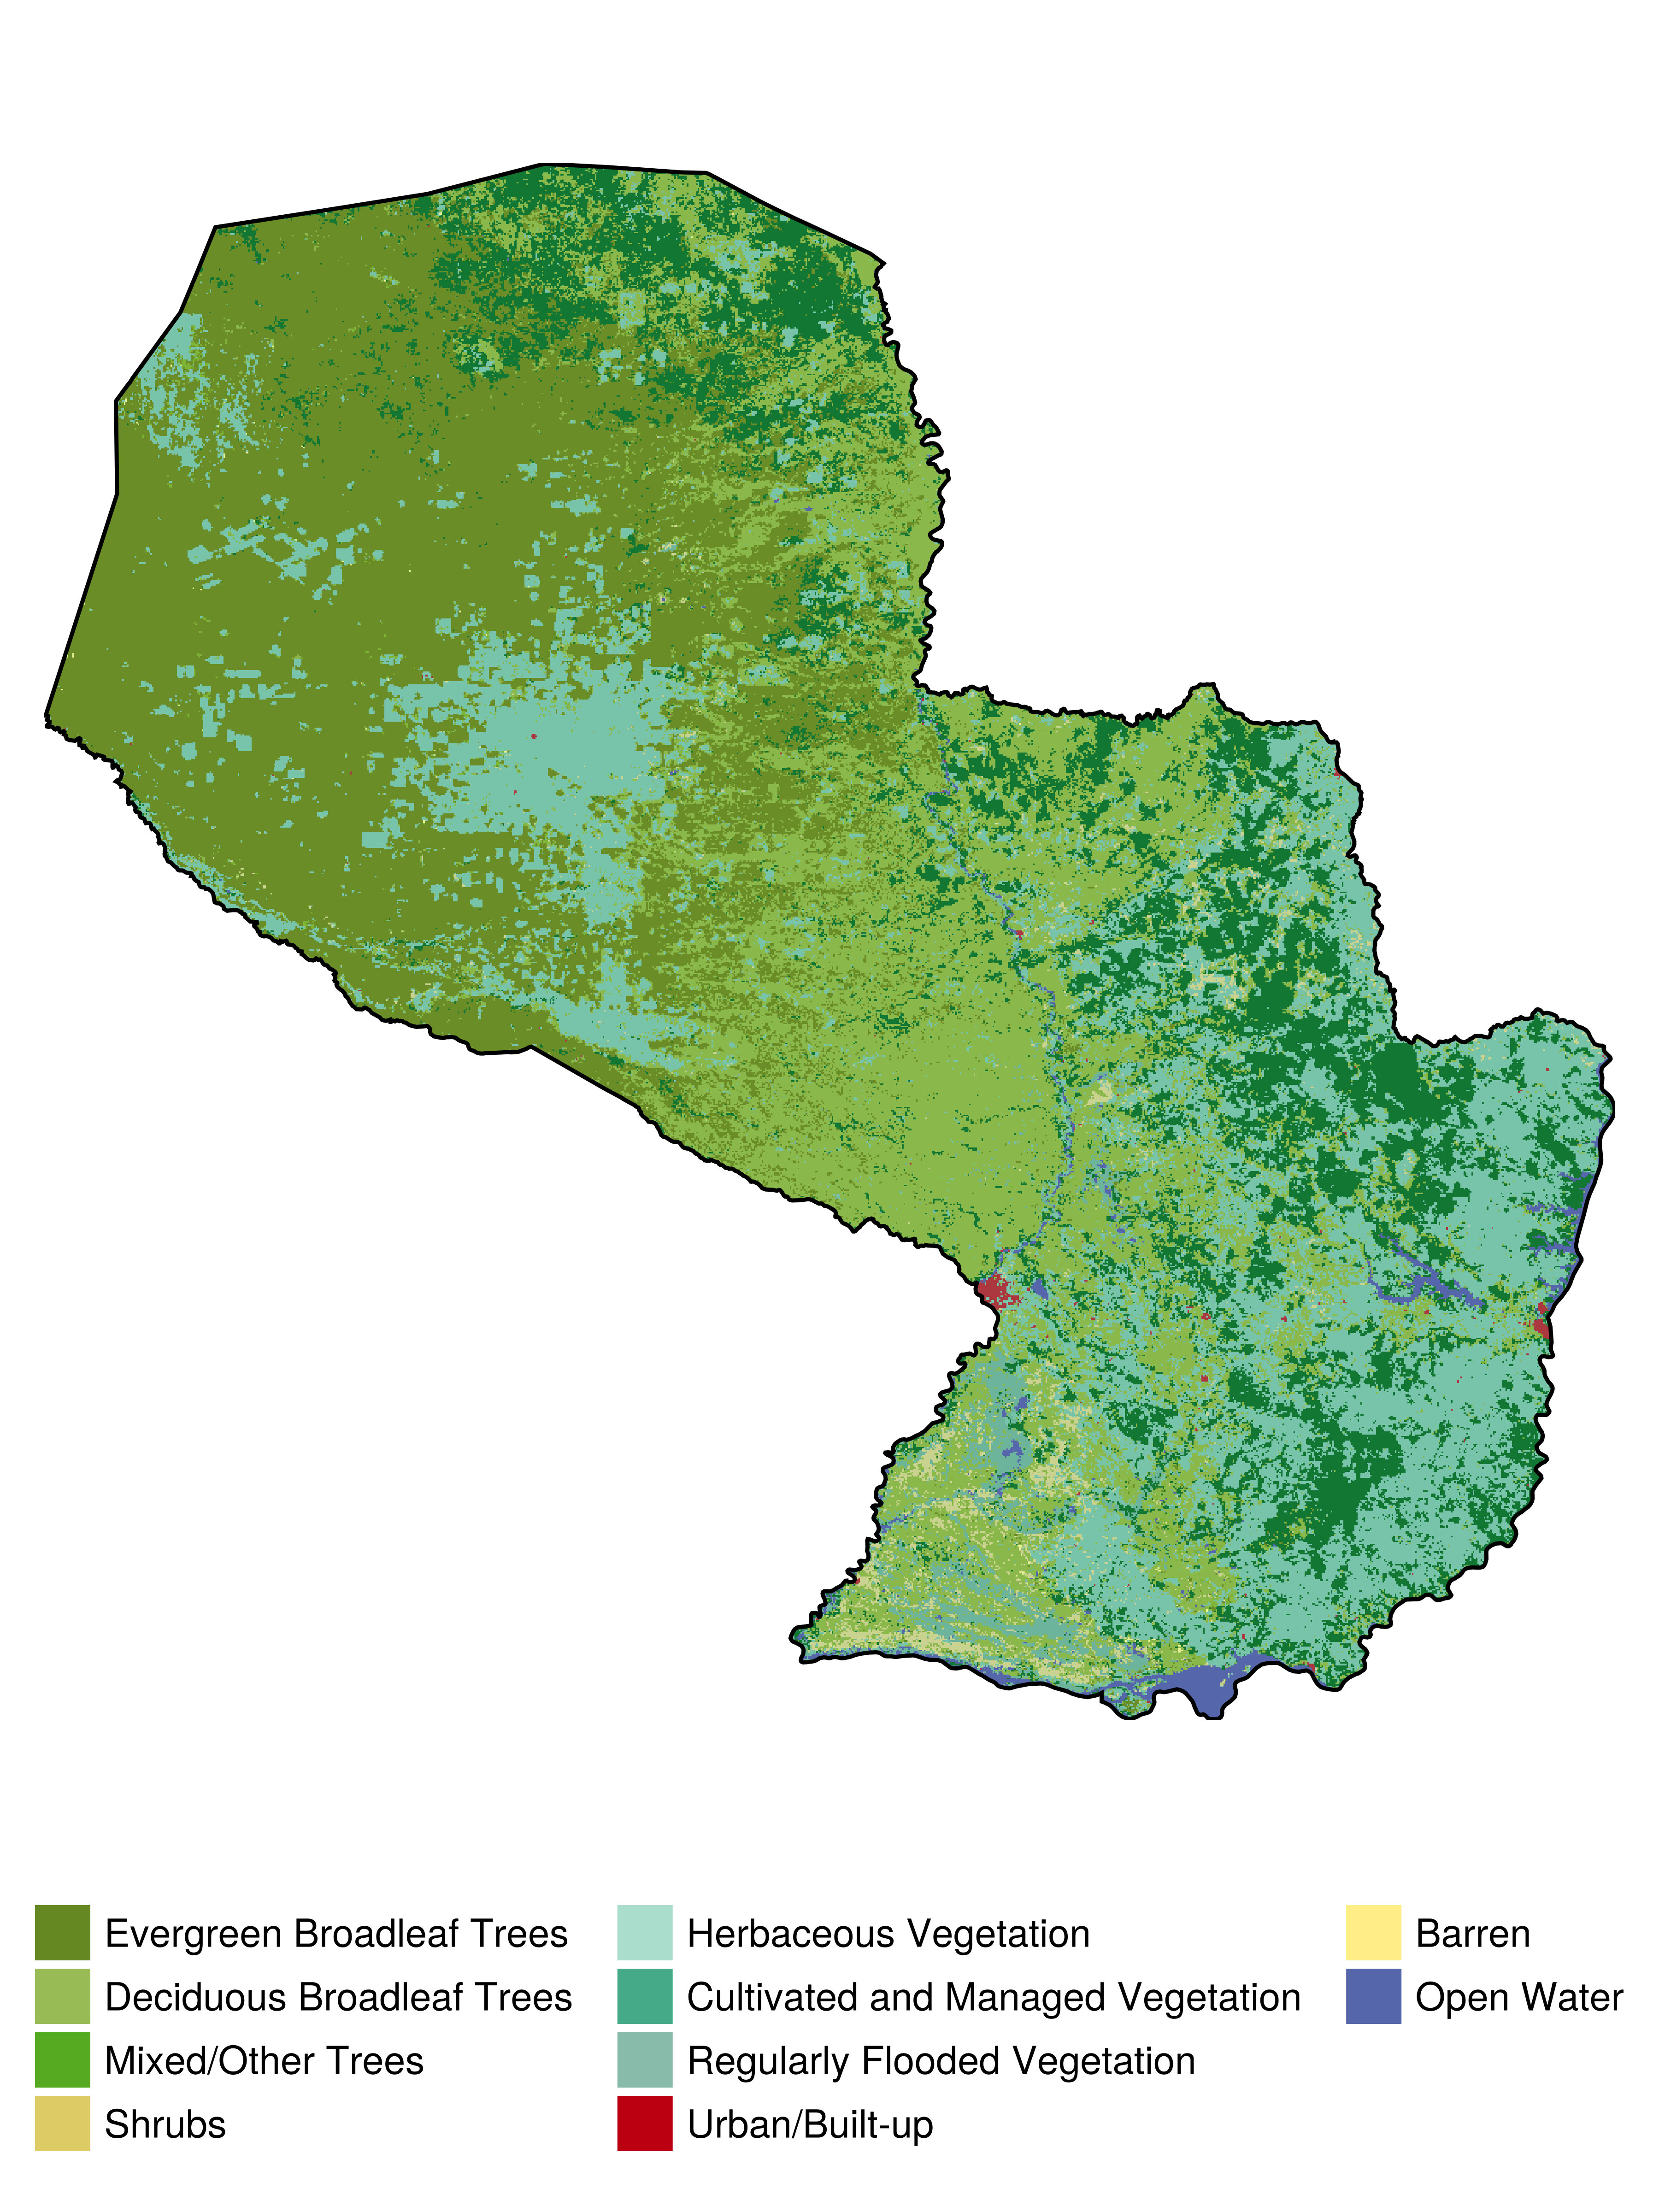 Evergreen Broadleaf Trees
Deciduous Broadleaf Trees
Mixed/Other Trees
Shrubs
Herbaceous Vegetation
Cultivated and Managed Vegetation
Regularly Flooded Vegetation
Urban/Built-up
Barren
Open Water